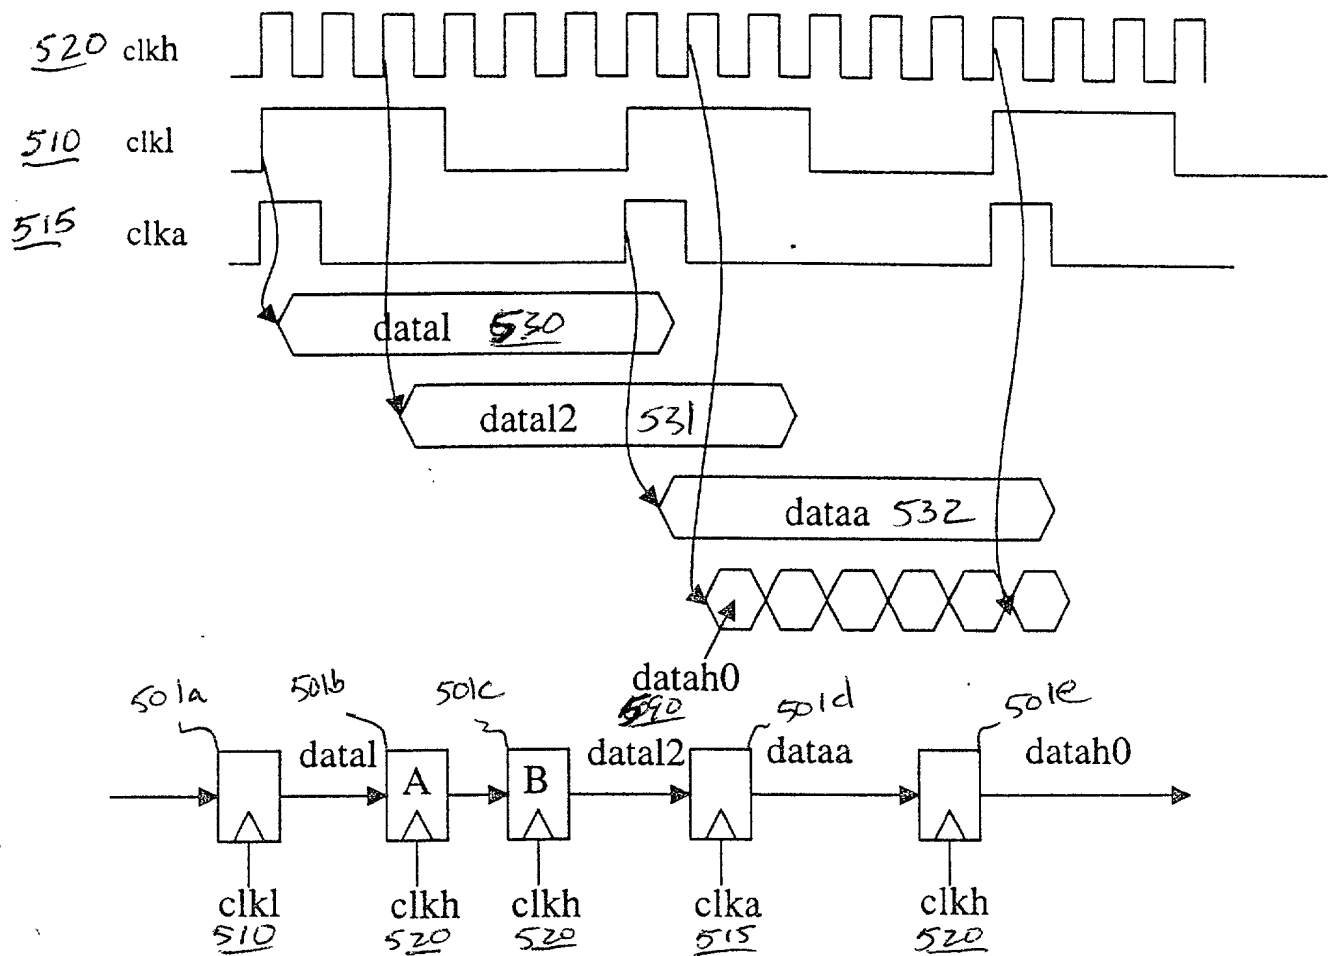 520 clkh
510 clkl
515 clka
datal 530
datal2 531
dataa 532
datah0
590
501a 501b 501c 501d 501e
datal datal2 dataa datah0
A B
clkl clkh clkh clka clkh
510 520 520 515 520